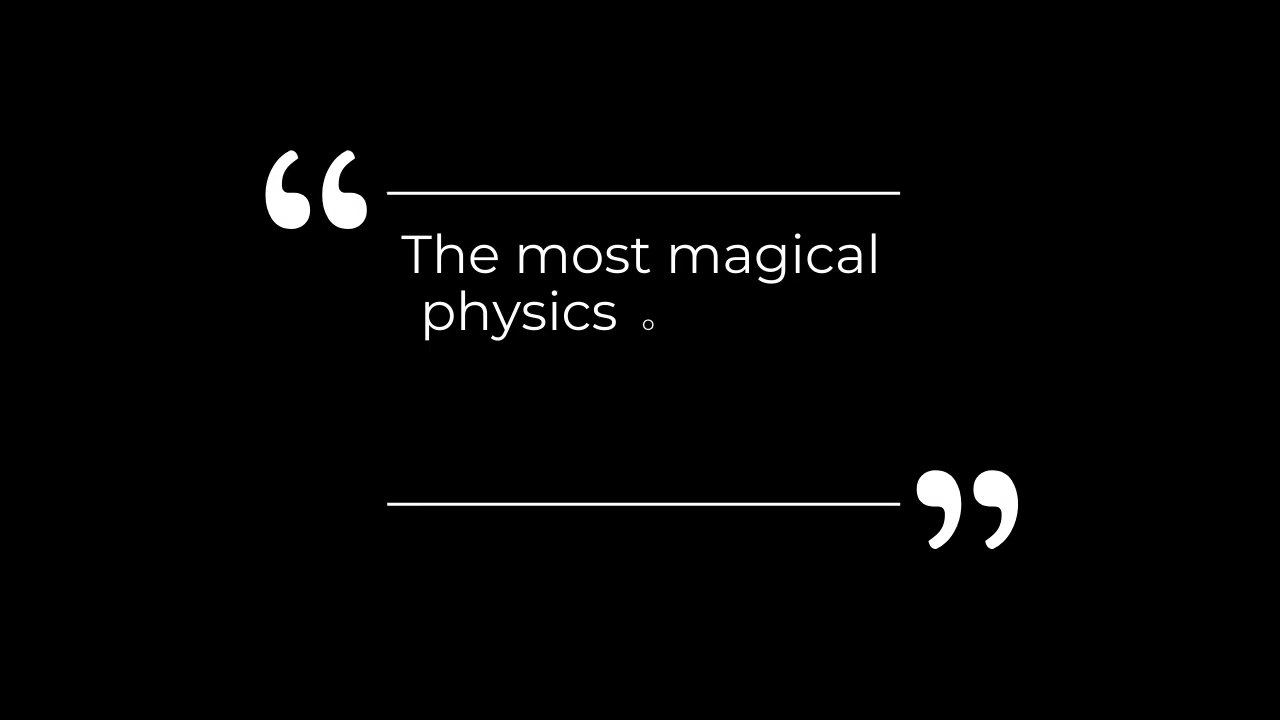 “
The most magical
physics 。
”